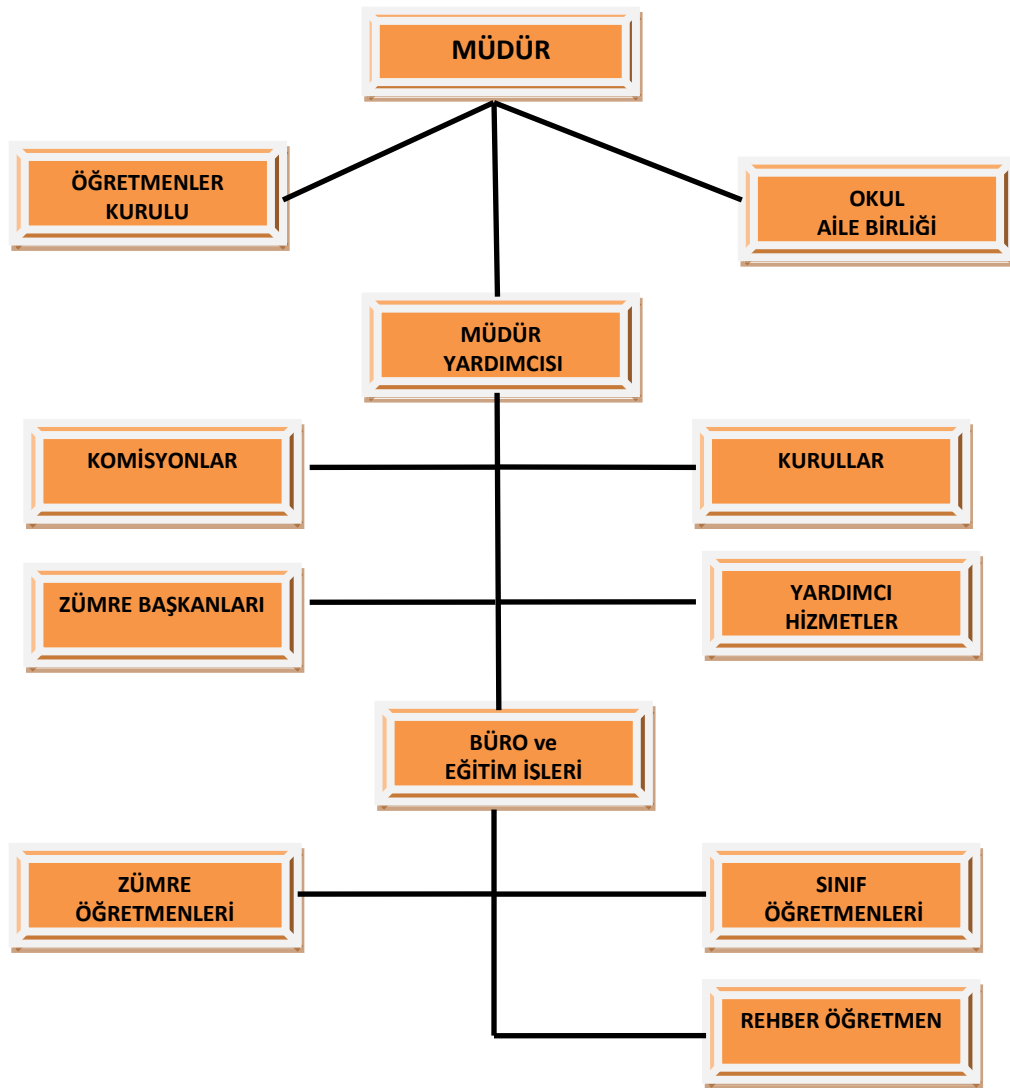 MÜDÜR
ÖĞRETMENLER
KURULU
OKUL
AİLE BİRLİĞİ
MÜDÜR
YARDIMCISI
KOMİSYONLAR
KURULLAR
ZÜMRE BAŞKANLARI
YARDIMCI
HİZMETLER
BÜRO ve
EĞİTİM İŞLERİ
ZÜMRE
ÖĞRETMENLERİ
SINIF
ÖĞRETMENLERİ
REHBER ÖĞRETMEN